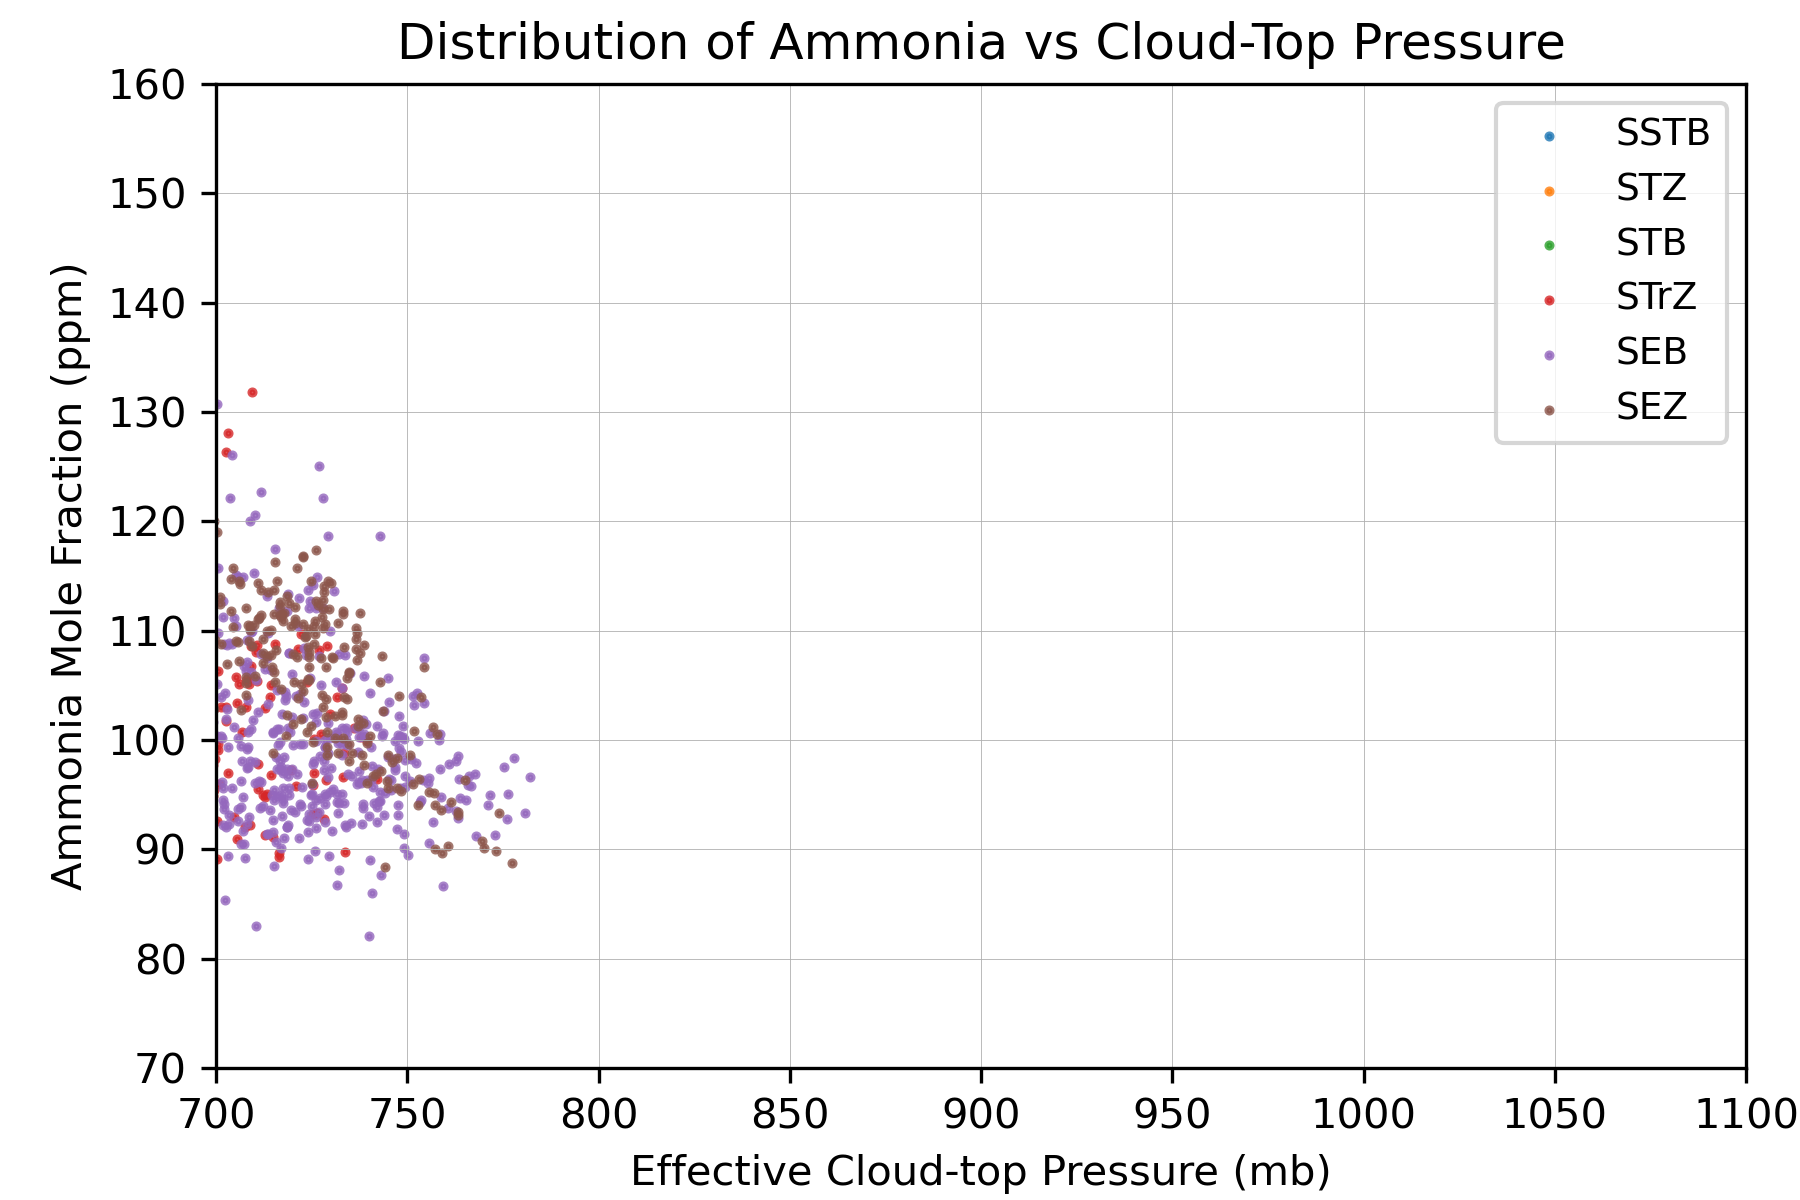 Distribution of Ammonia vs Cloud-Top Pressure
160
150
140
130
120
110
100
90
80
70
Ammonia Mole Fraction (ppm)
SSTB
STZ
STB
STrZ
SEB
SEZ
700 750 800 850 900 950 1000 1050 1100
Effective Cloud-top Pressure (mb)